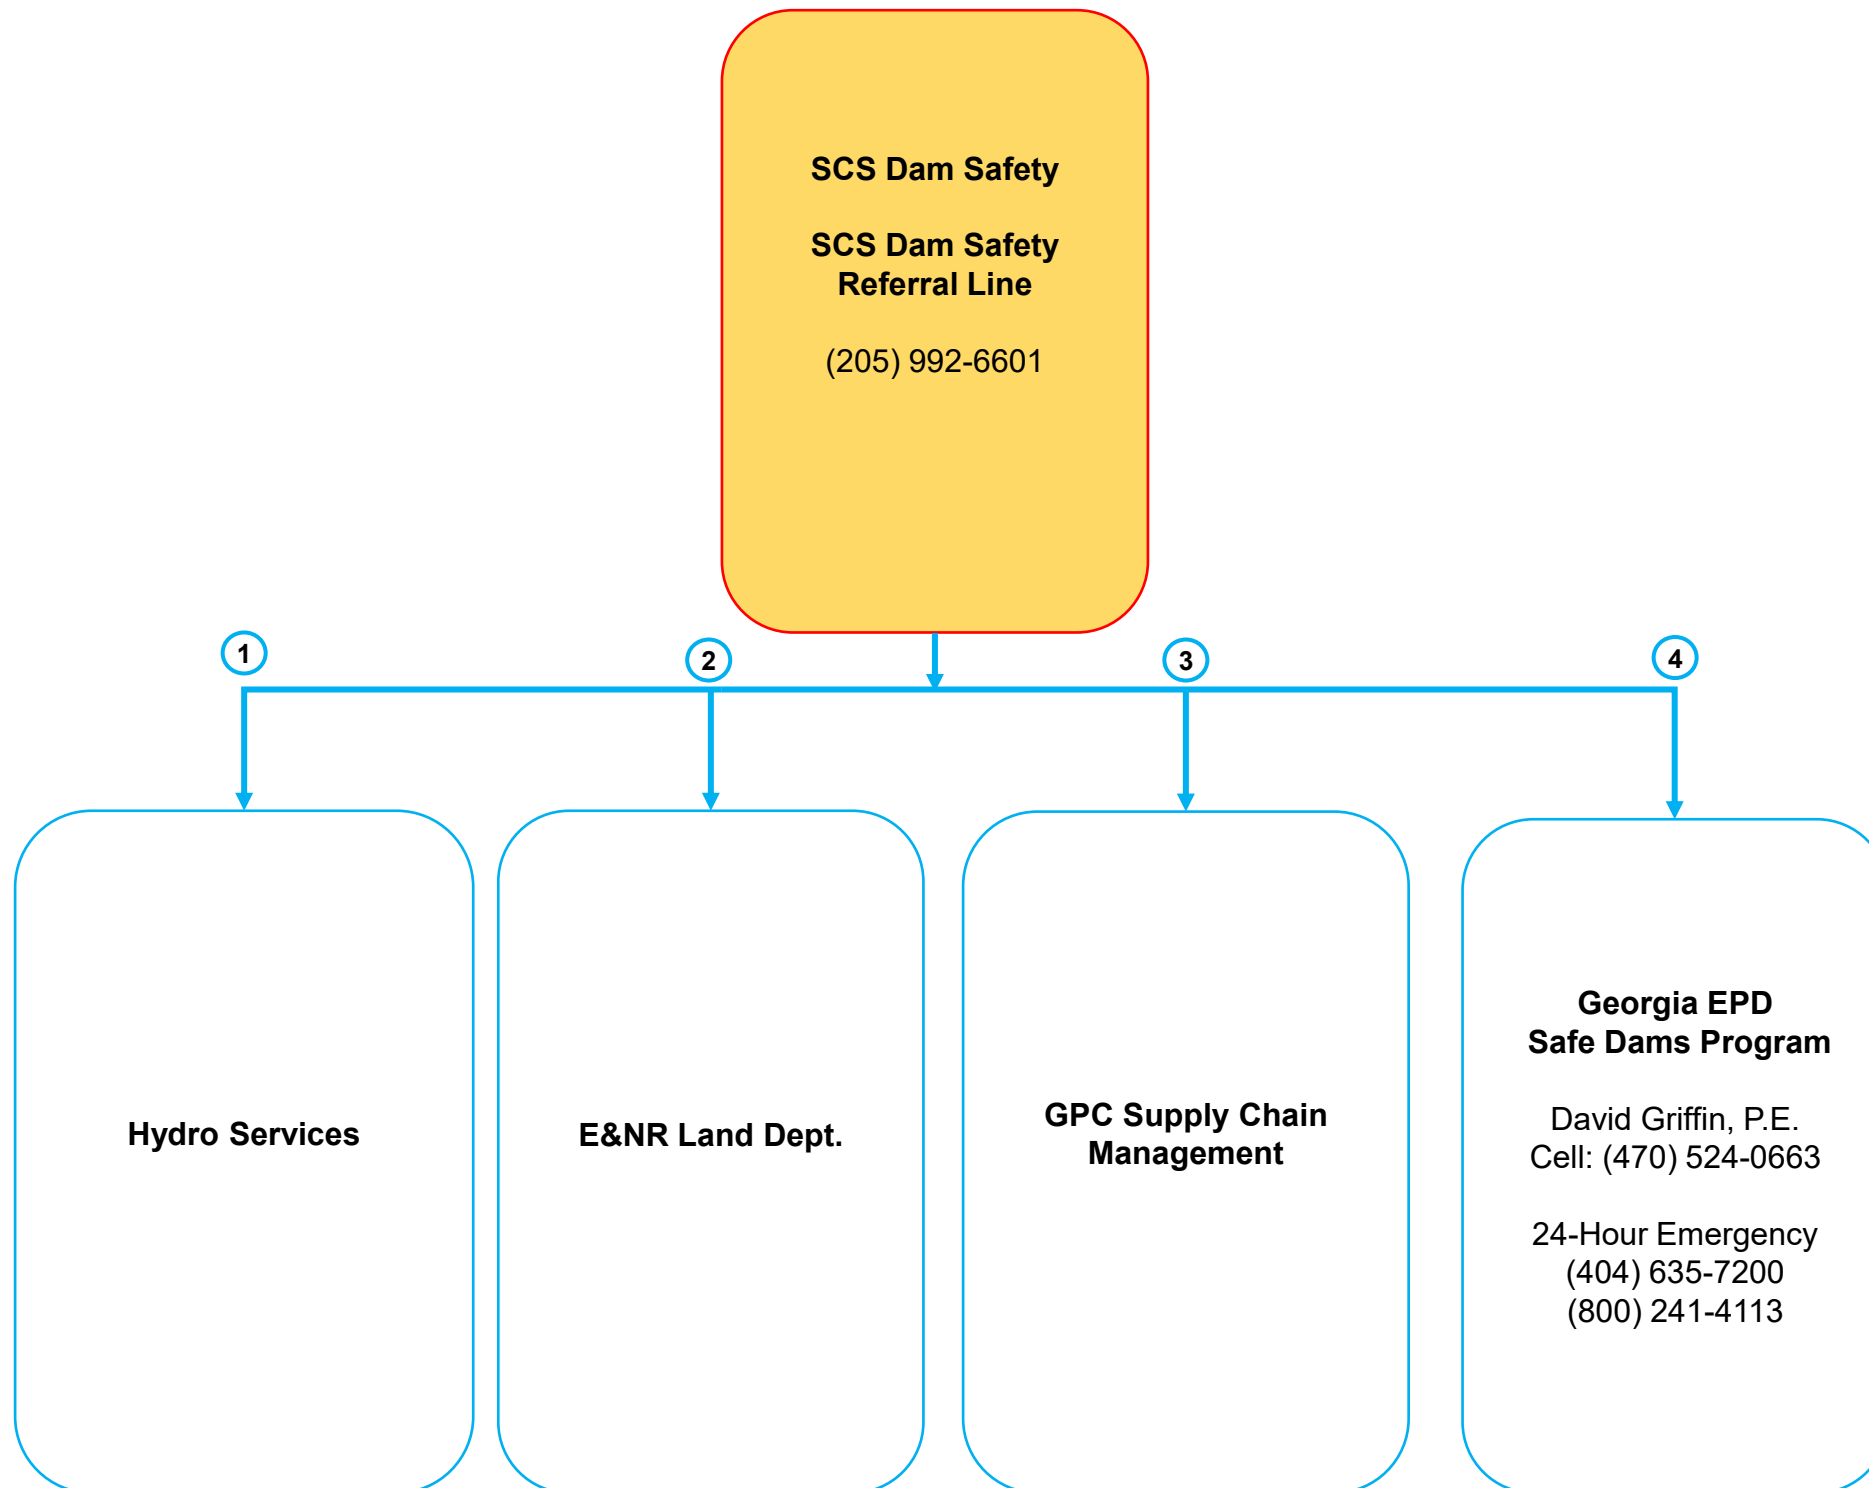 SCS Dam Safety
SCS Dam Safety
Referral Line
(205) 992-6601
1
2
3
4
Hydro Services
E&NR Land Dept.
GPC Supply Chain
Management
Georgia EPD
Safe Dams Program
David Griffin, P.E.
Cell: (470) 524-0663
24-Hour Emergency
(404) 635-7200
(800) 241-4113